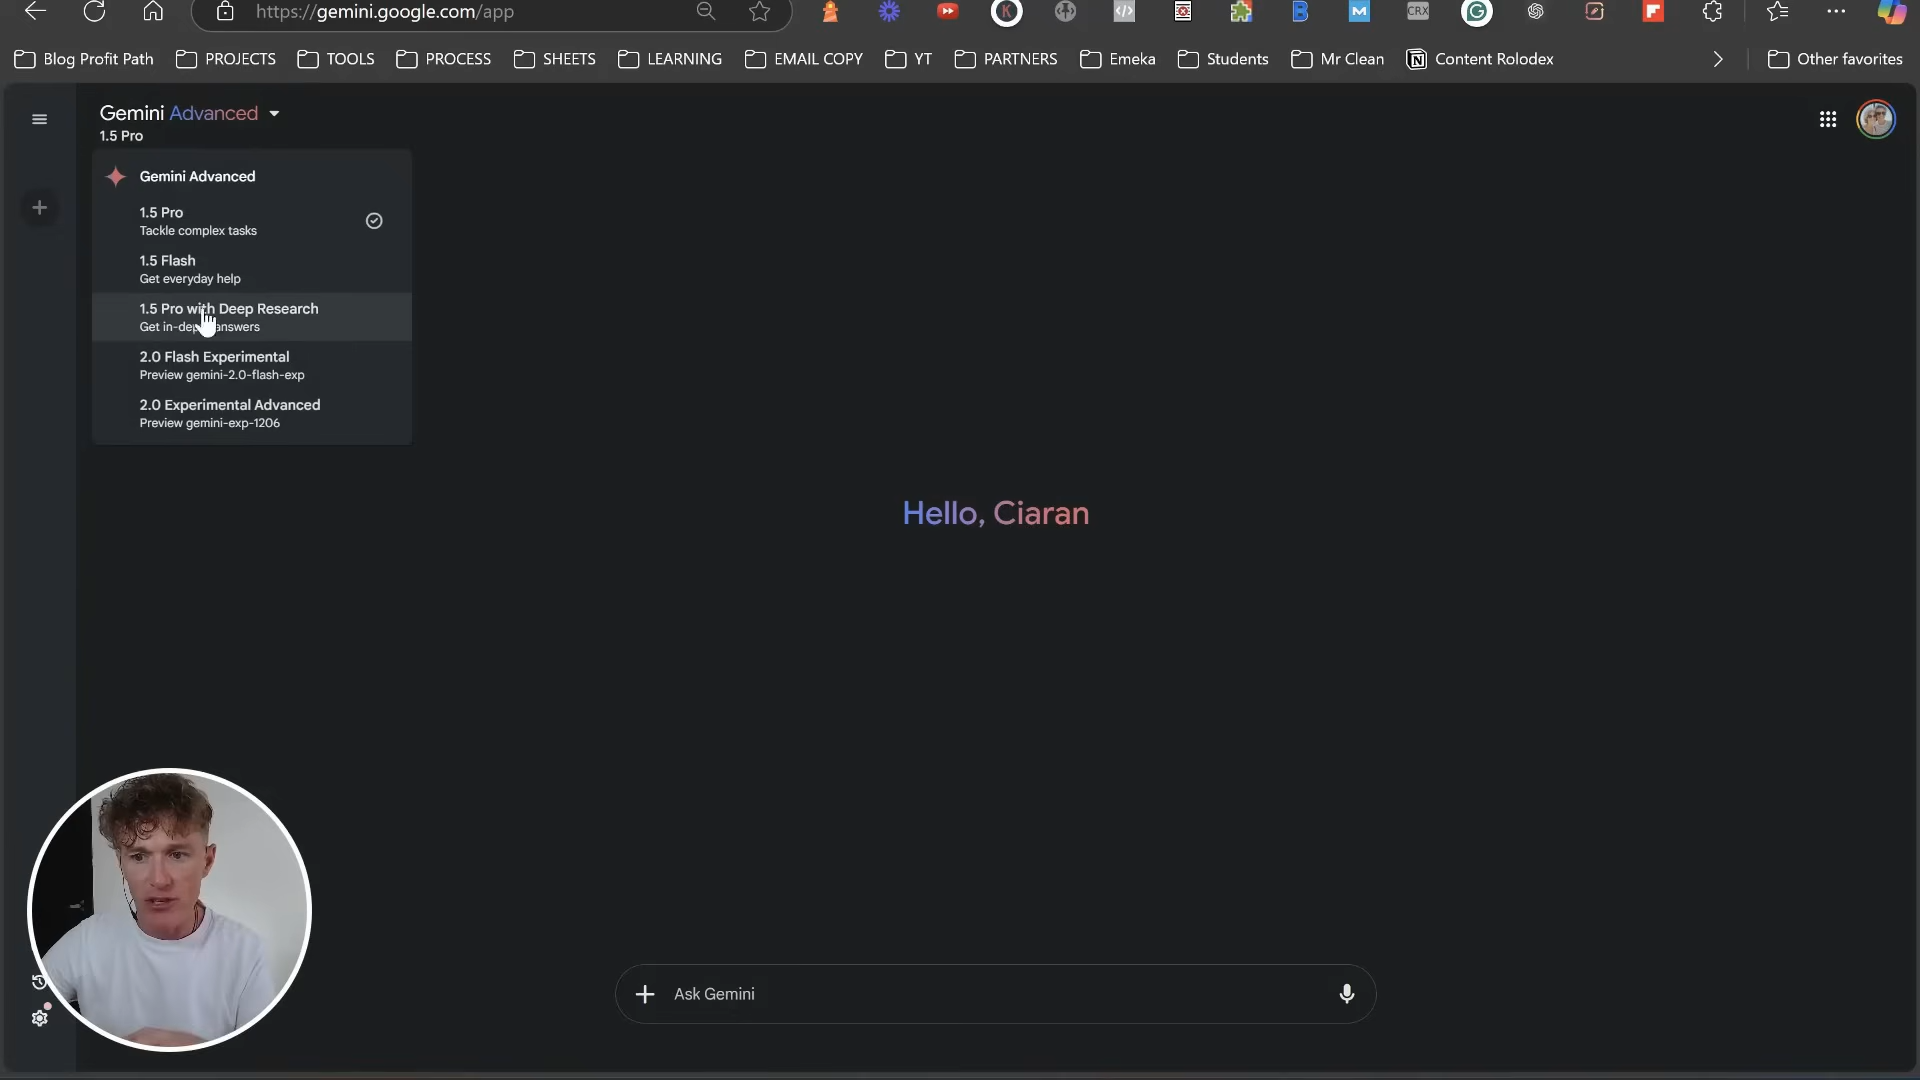 https://gemini.google.com/app
CRX
Blog Profit Path PROJECTS TOOLS PROCESS SHEETS LEARNING EMAIL COPY YT PARTNERS Emeka Students Mr Clean Content Rolodex Other favorites
Gemini Advanced
1.5 Pro
Gemini Advanced
1.5 Pro
Tackle complex tasks
1.5 Flash
Get everyday help
1.5 Pro with Deep Research
Get in-depth answers
2.0 Flash Experimental
Preview gemini-2.0-flash-exp
2.0 Experimental Advanced
Preview gemini-exp-1206
Hello, Ciaran
Ask Gemini